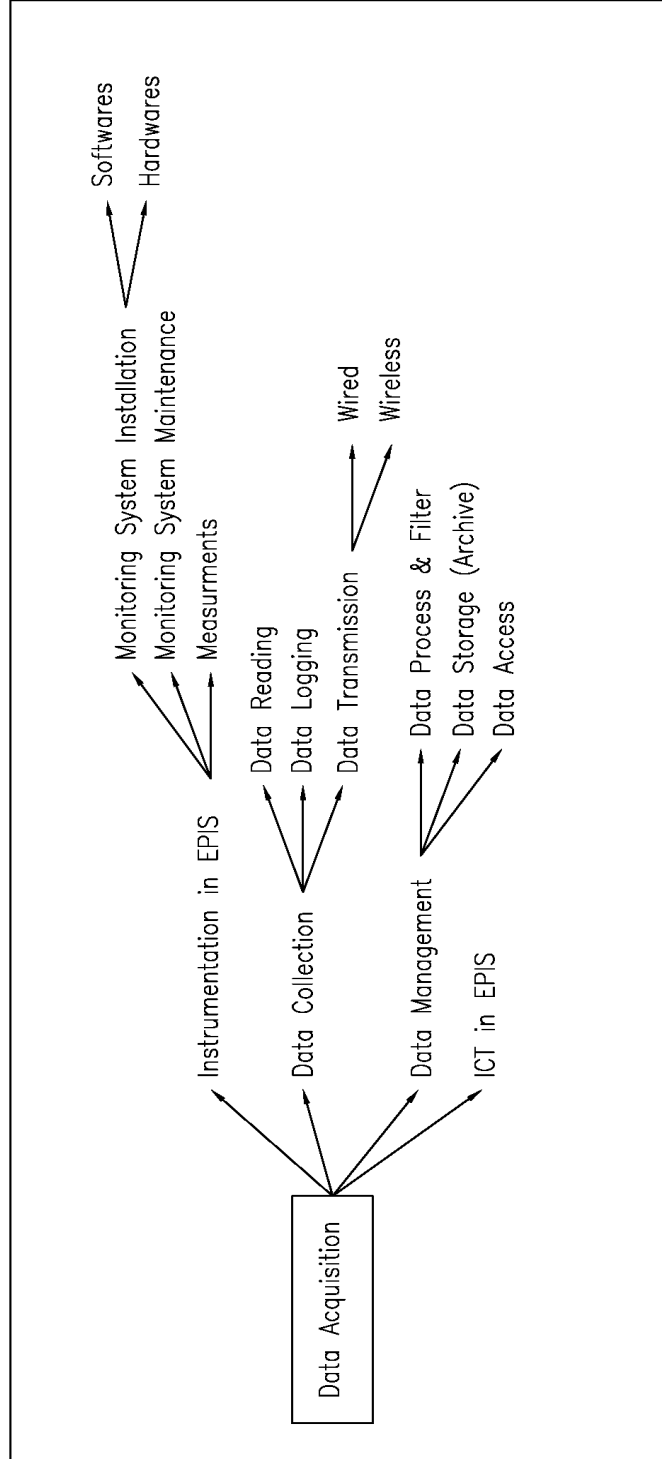 Data Acquisition
Instrumentation in EPIS
Monitoring System Installation
Softwares
Hardwares
Monitoring System Maintenance
Measurments
Data Collection
Data Reading
Data Logging
Data Transmission
Wired
Wireless
Data Management
Data Process & Filter
Data Storage (Archive)
Data Access
ICT in EPIS